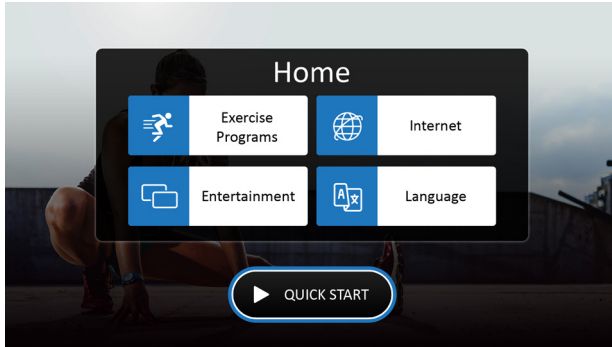 Home
Exercise
Programs
Internet
Entertainment
A
Language
QUICK START